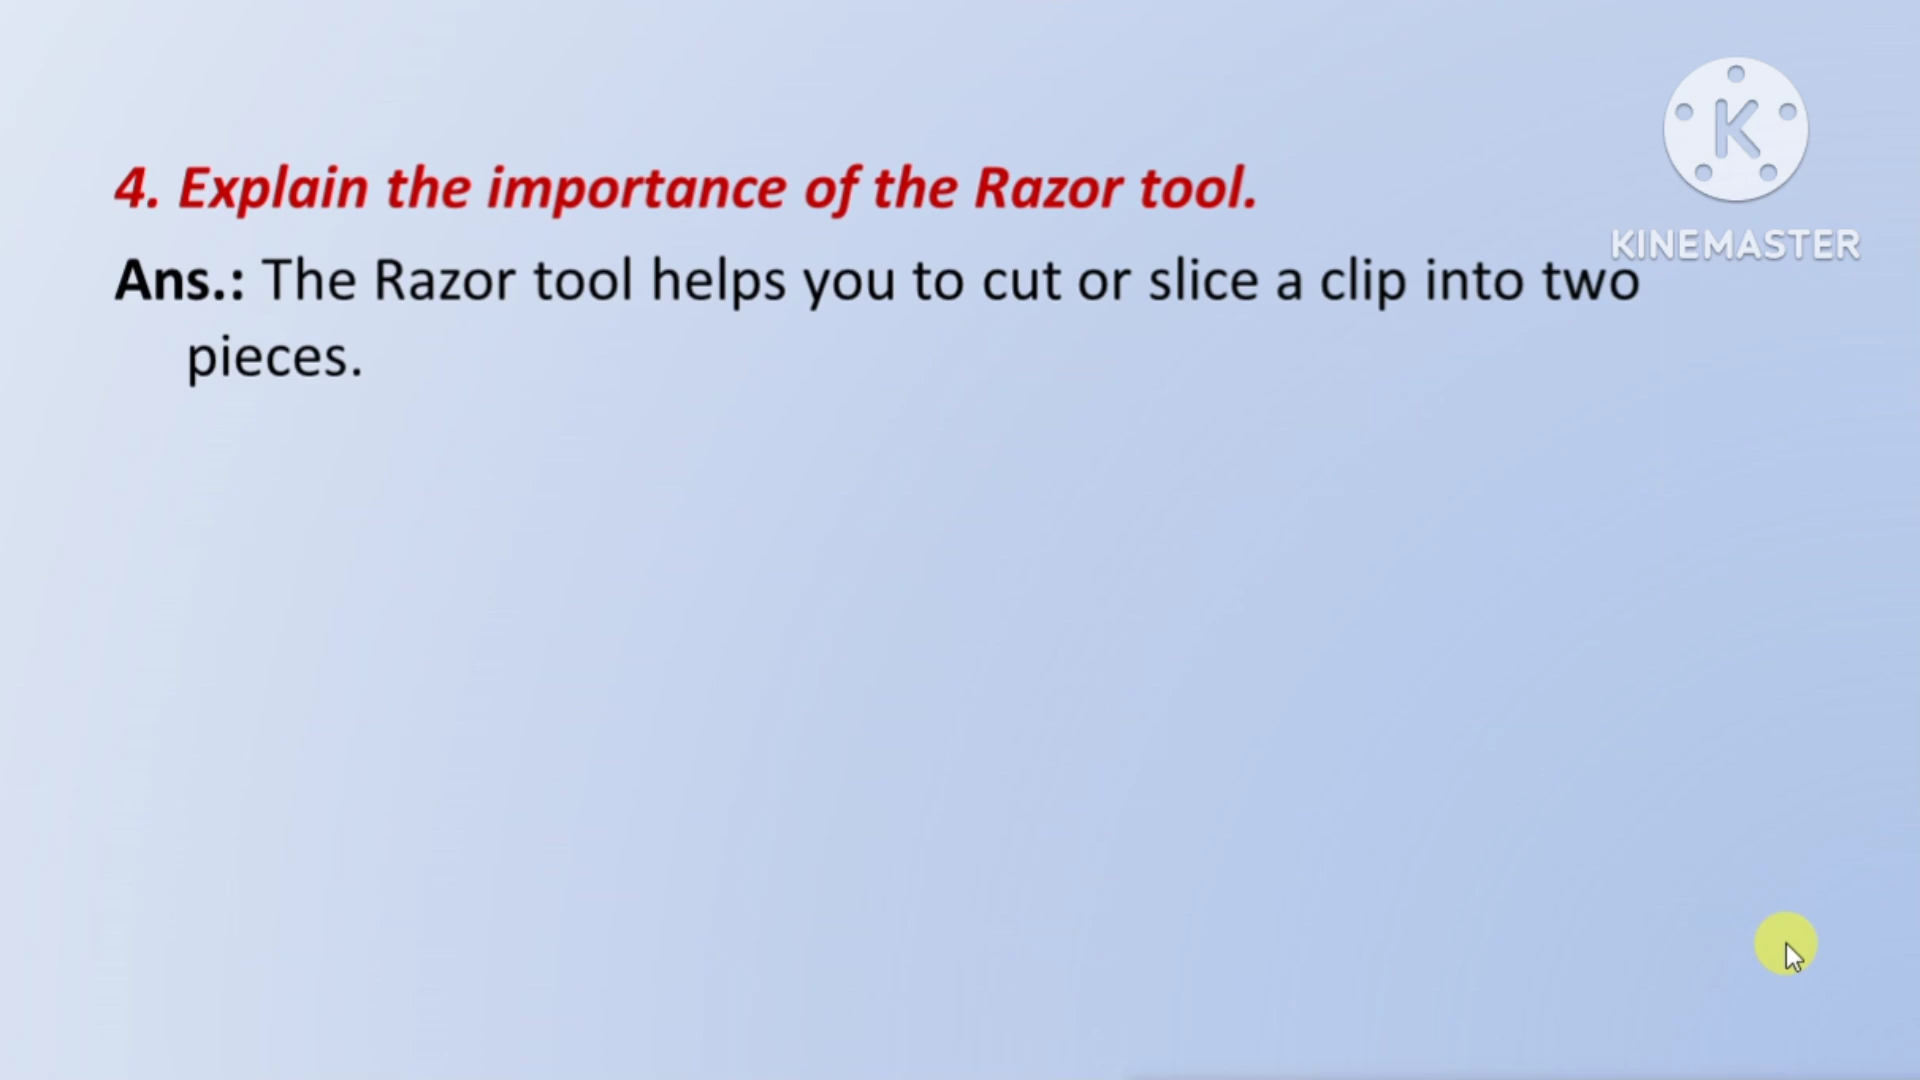 K
KINEMASTER
4. Explain the importance of the Razor tool.
Ans.: The Razor tool helps you to cut or slice a clip into two
pieces.